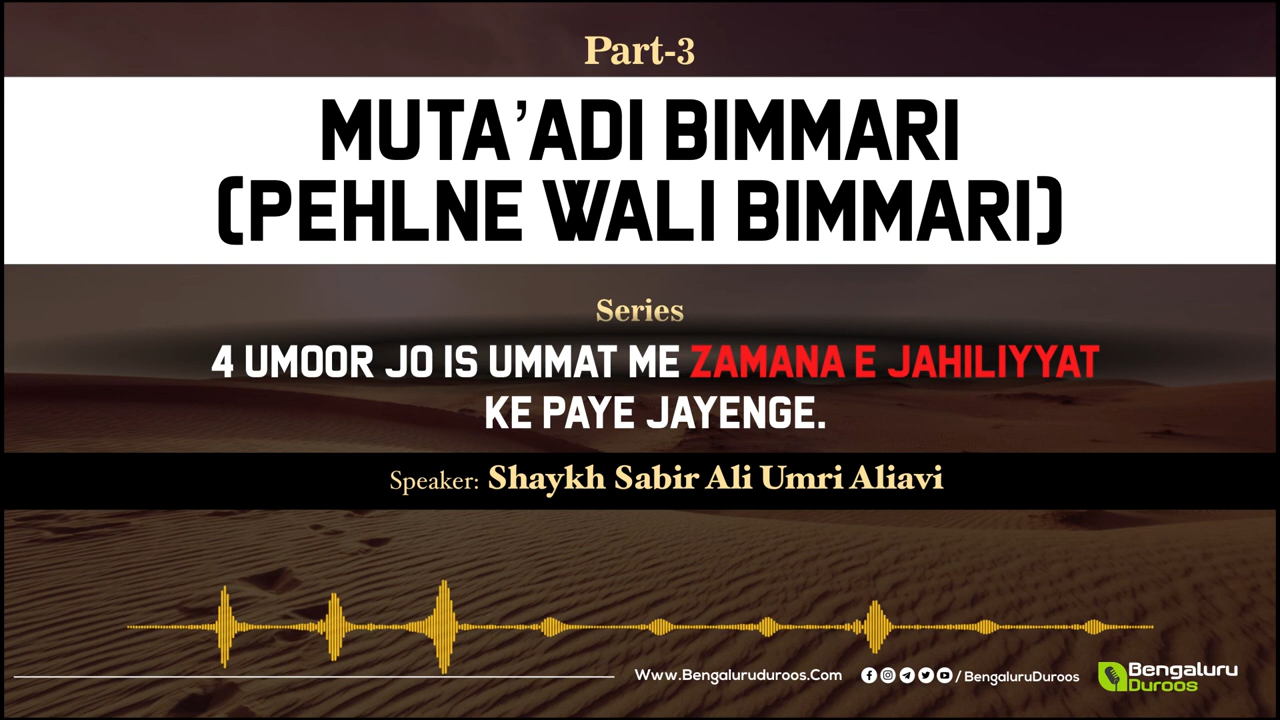 Part-3
MUTA'ADI BIMMARI
(PEHLNE WALI BIMMARI)
Series
4 UMOOR JO IS UMMAT ME ZAMANA E JAHILIYYAT
KE PAYE JAYENGE.
Speaker: Shaykh Sabir Ali Umri Aliavi
Www.Bengaluruduroos.Com
/BengaluruDuroos
Bengaluru
Duroos